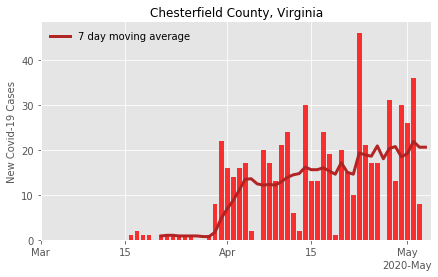 Chesterfield County, Virginia
7 day moving average
New Covid-19 Cases
40
30
20
10
0
Mar
15
Apr
15
May
2020-May